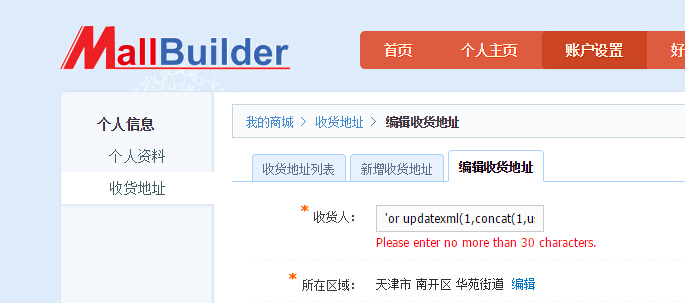 MallBuilder
首页 个人主页 账户设置 好
个人信息
个人资料
收货地址
我的商城 > 收货地址 > 编辑收货地址
收货地址列表 新增收货地址 编辑收货地址
* 收货人： 'or updatexml(1,concat(1,us
Please enter no more than 30 characters.
* 所在区域： 天津市 南开区 华苑街道 编辑